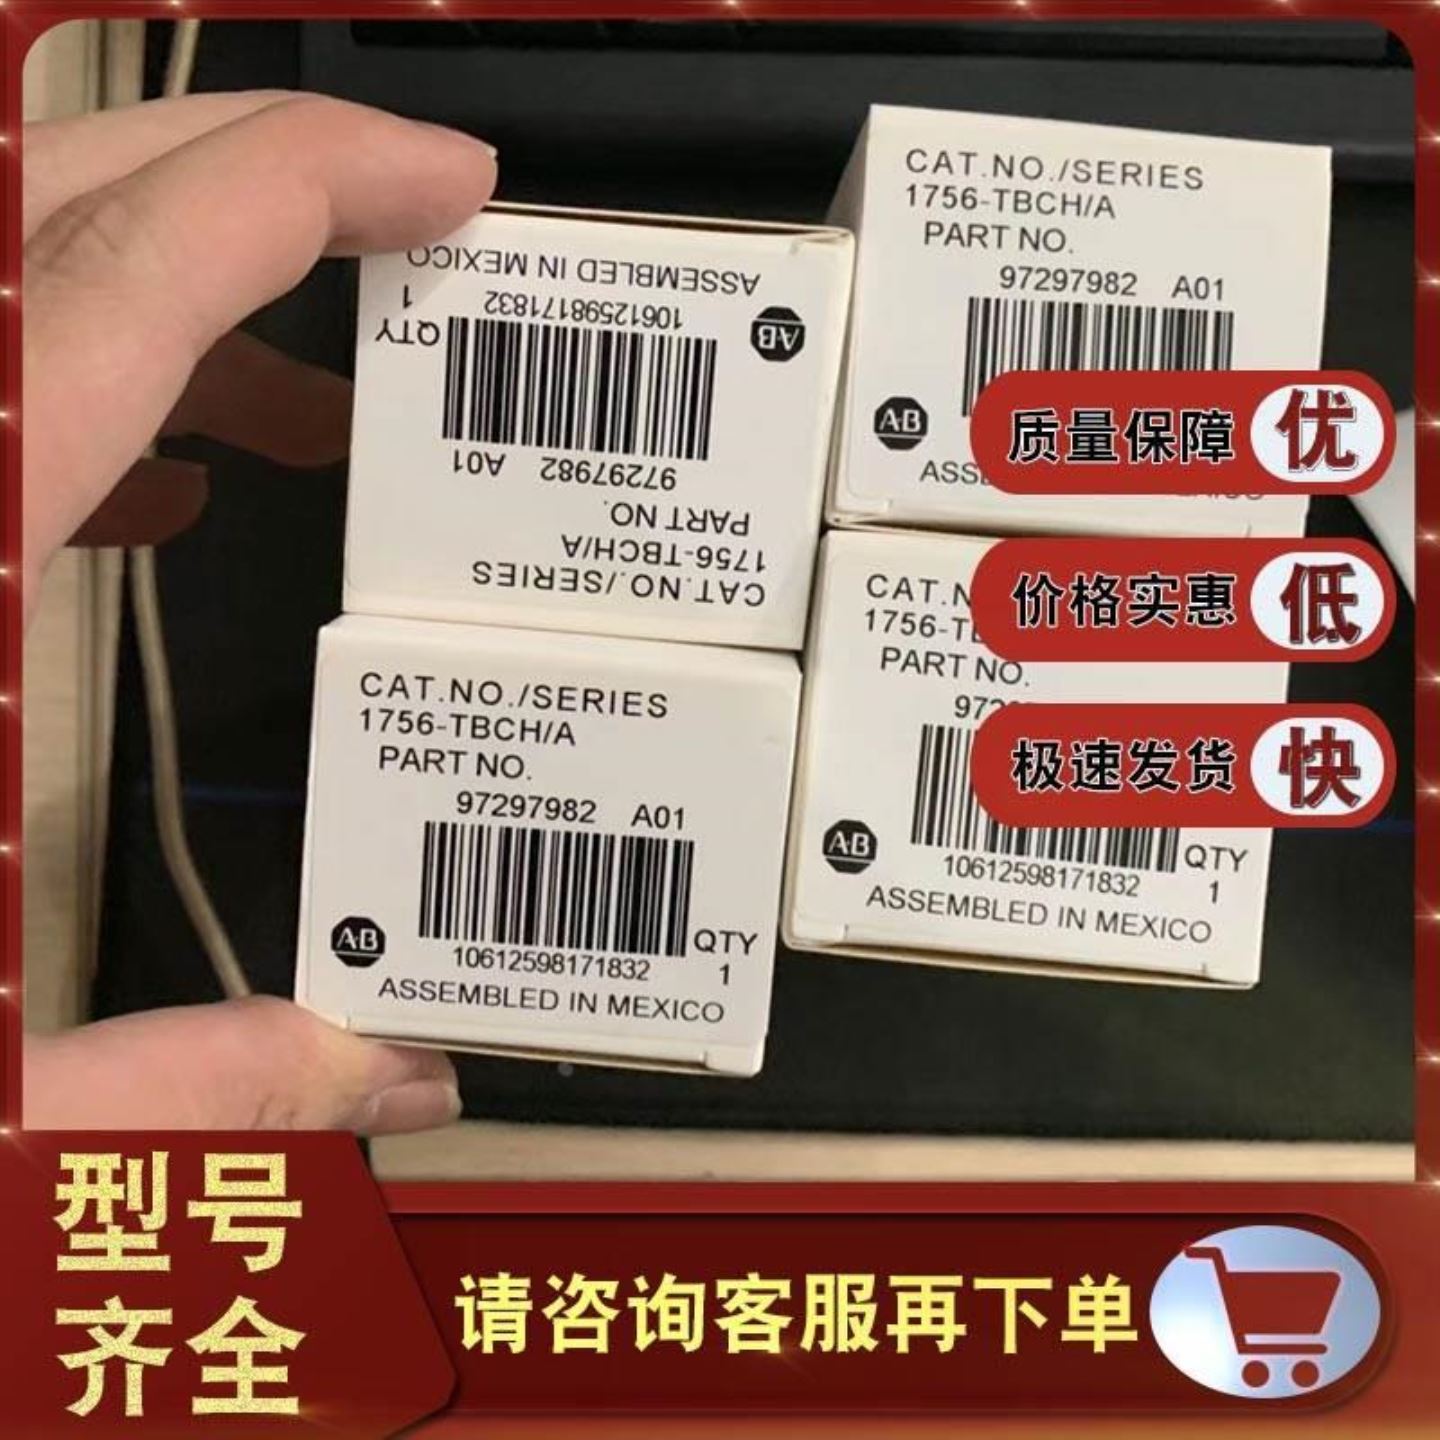 ASSEMBLED IN MEXICO
1
10612598171832
QTY
AB
97297982 A01
PART NO.
1756-TBCH/A
CAT.NO./SERIES
CAT.NO./SERIES
1756-TBCH/A
PART NO.
97297982 A01
AB
质量保障 优
CAT.N
1756-T
PART NO.
价格实惠 低
极速发货 快
AB
QTY
10612598171832
1
ASSEMBLED IN MEXICO
CAT.NO./SERIES
1756-TBCH/A
PART NO.
97297982 A01
AB
QTY
10612598171832
1
ASSEMBLED IN MEXICO
型号
齐全
请咨询客服再下单